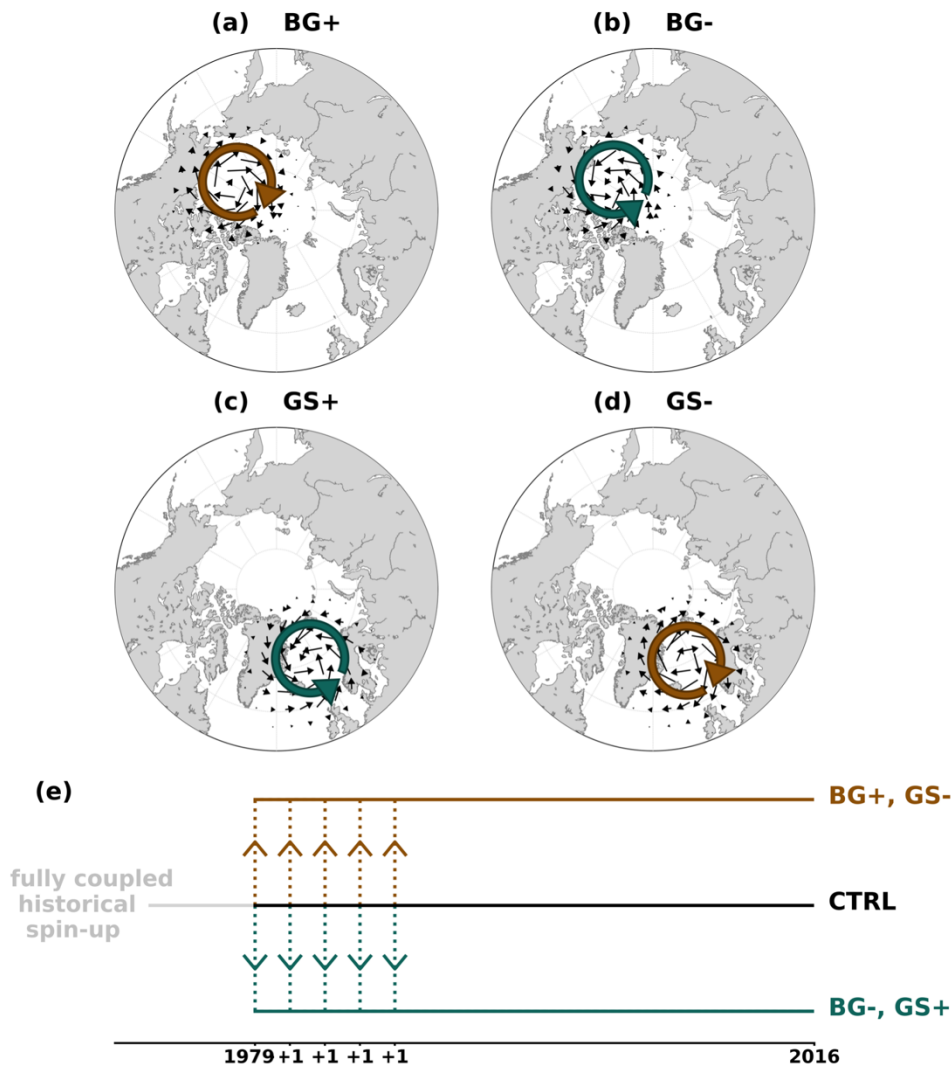 (a) BG+
(b) BG-
(c) GS+
(d) GS-
(e)
BG+, GS-
fully coupled
historical
spin-up
CTRL
BG-, GS+
1979 +1 +1 +1 +1 2016